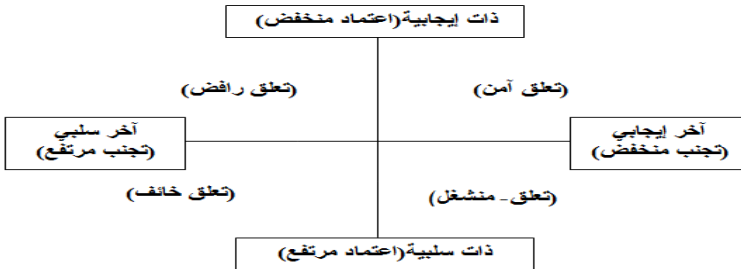 ذات إيجابية(اعتماد منخفض)
(تعلق آمن)
(تعلق رافض)
آخر إيجابي
(تجنب منخفض)
آخر سلبي
(تجنب مرتفع)
(تعلق- منشغل)
(تعلق خائف)
ذات سلبية(اعتماد مرتفع)